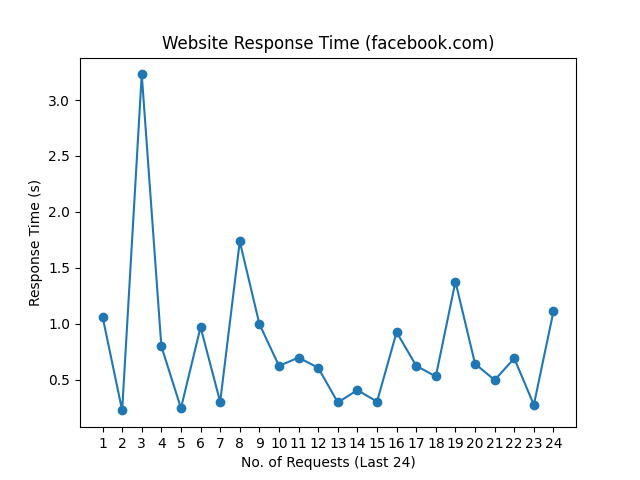 Website Response Time (facebook.com)
Response Time (s)
3.0
2.5
2.0
1.5
1.0
0.5
1 2 3 4 5 6 7 8 9 10 11 12 13 14 15 16 17 18 19 20 21 22 23 24
No. of Requests (Last 24)